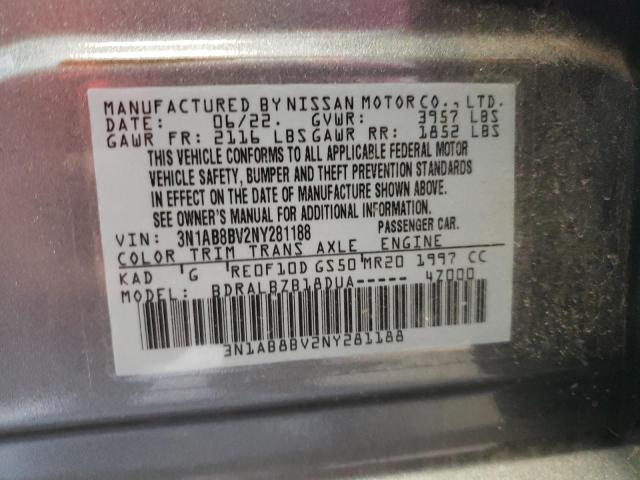 MANUFACTURED BY NISSAN MOTOR CO., LTD.
DATE: 06/22. GVWR: 3957 LBS
GAWR FR: 2116 LBS GAWR RR: 1852 LBS
THIS VEHICLE CONFORMS TO ALL APPLICABLE FEDERAL MOTOR
VEHICLE SAFETY, BUMPER AND THEFT PREVENTION STANDARDS
IN EFFECT ON THE DATE OF MANUFACTURE SHOWN ABOVE.
SEE OWNER'S MANUAL FOR ADDITIONAL INFORMATION.
VIN: 3N1AB8BV2NY281188 PASSENGER CAR.
COLOR TRIM TRANS AXLE ENGINE
KAD G RE0F10D GS50 MR20 1997 CC
MODEL: BDRALBZB18DUA----- 47000
3N1AB8BV2NY281188